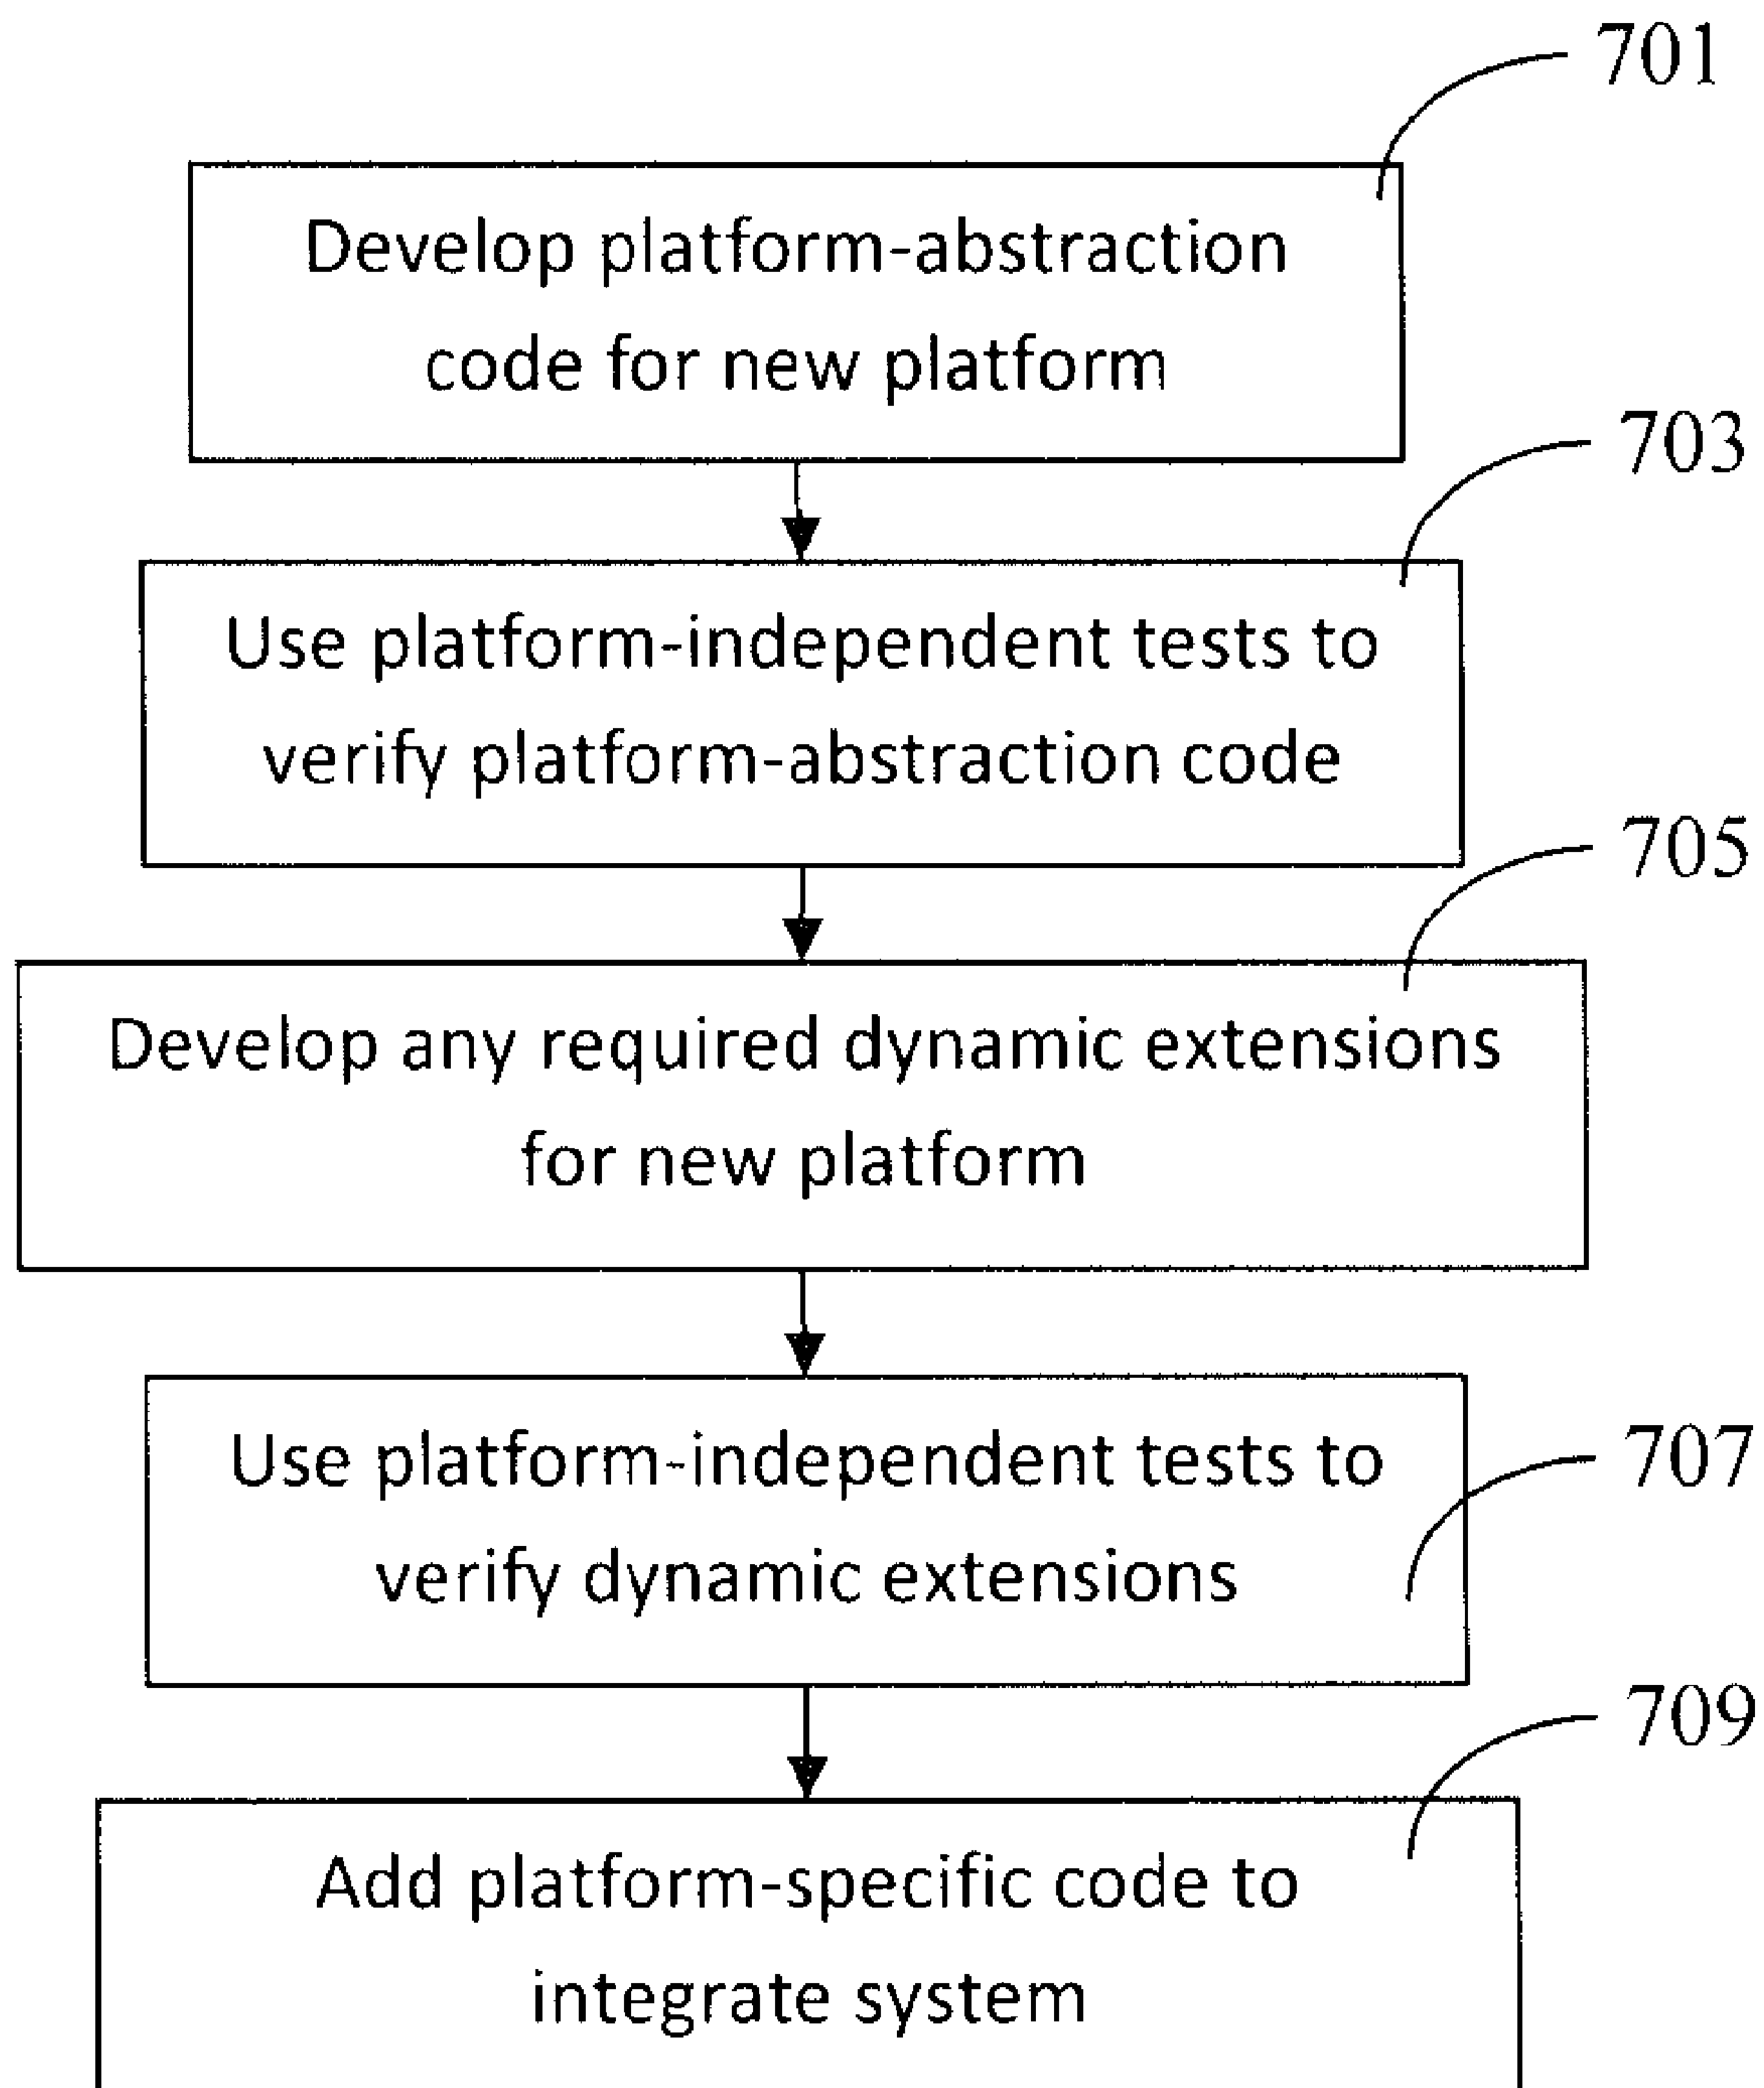 701
Develop platform-abstraction
code for new platform
703
Use platform-independent tests to
verify platform-abstraction code
705
Develop any required dynamic extensions
for new platform
707
Use platform-independent tests to
verify dynamic extensions
709
Add platform-specific code to
integrate system